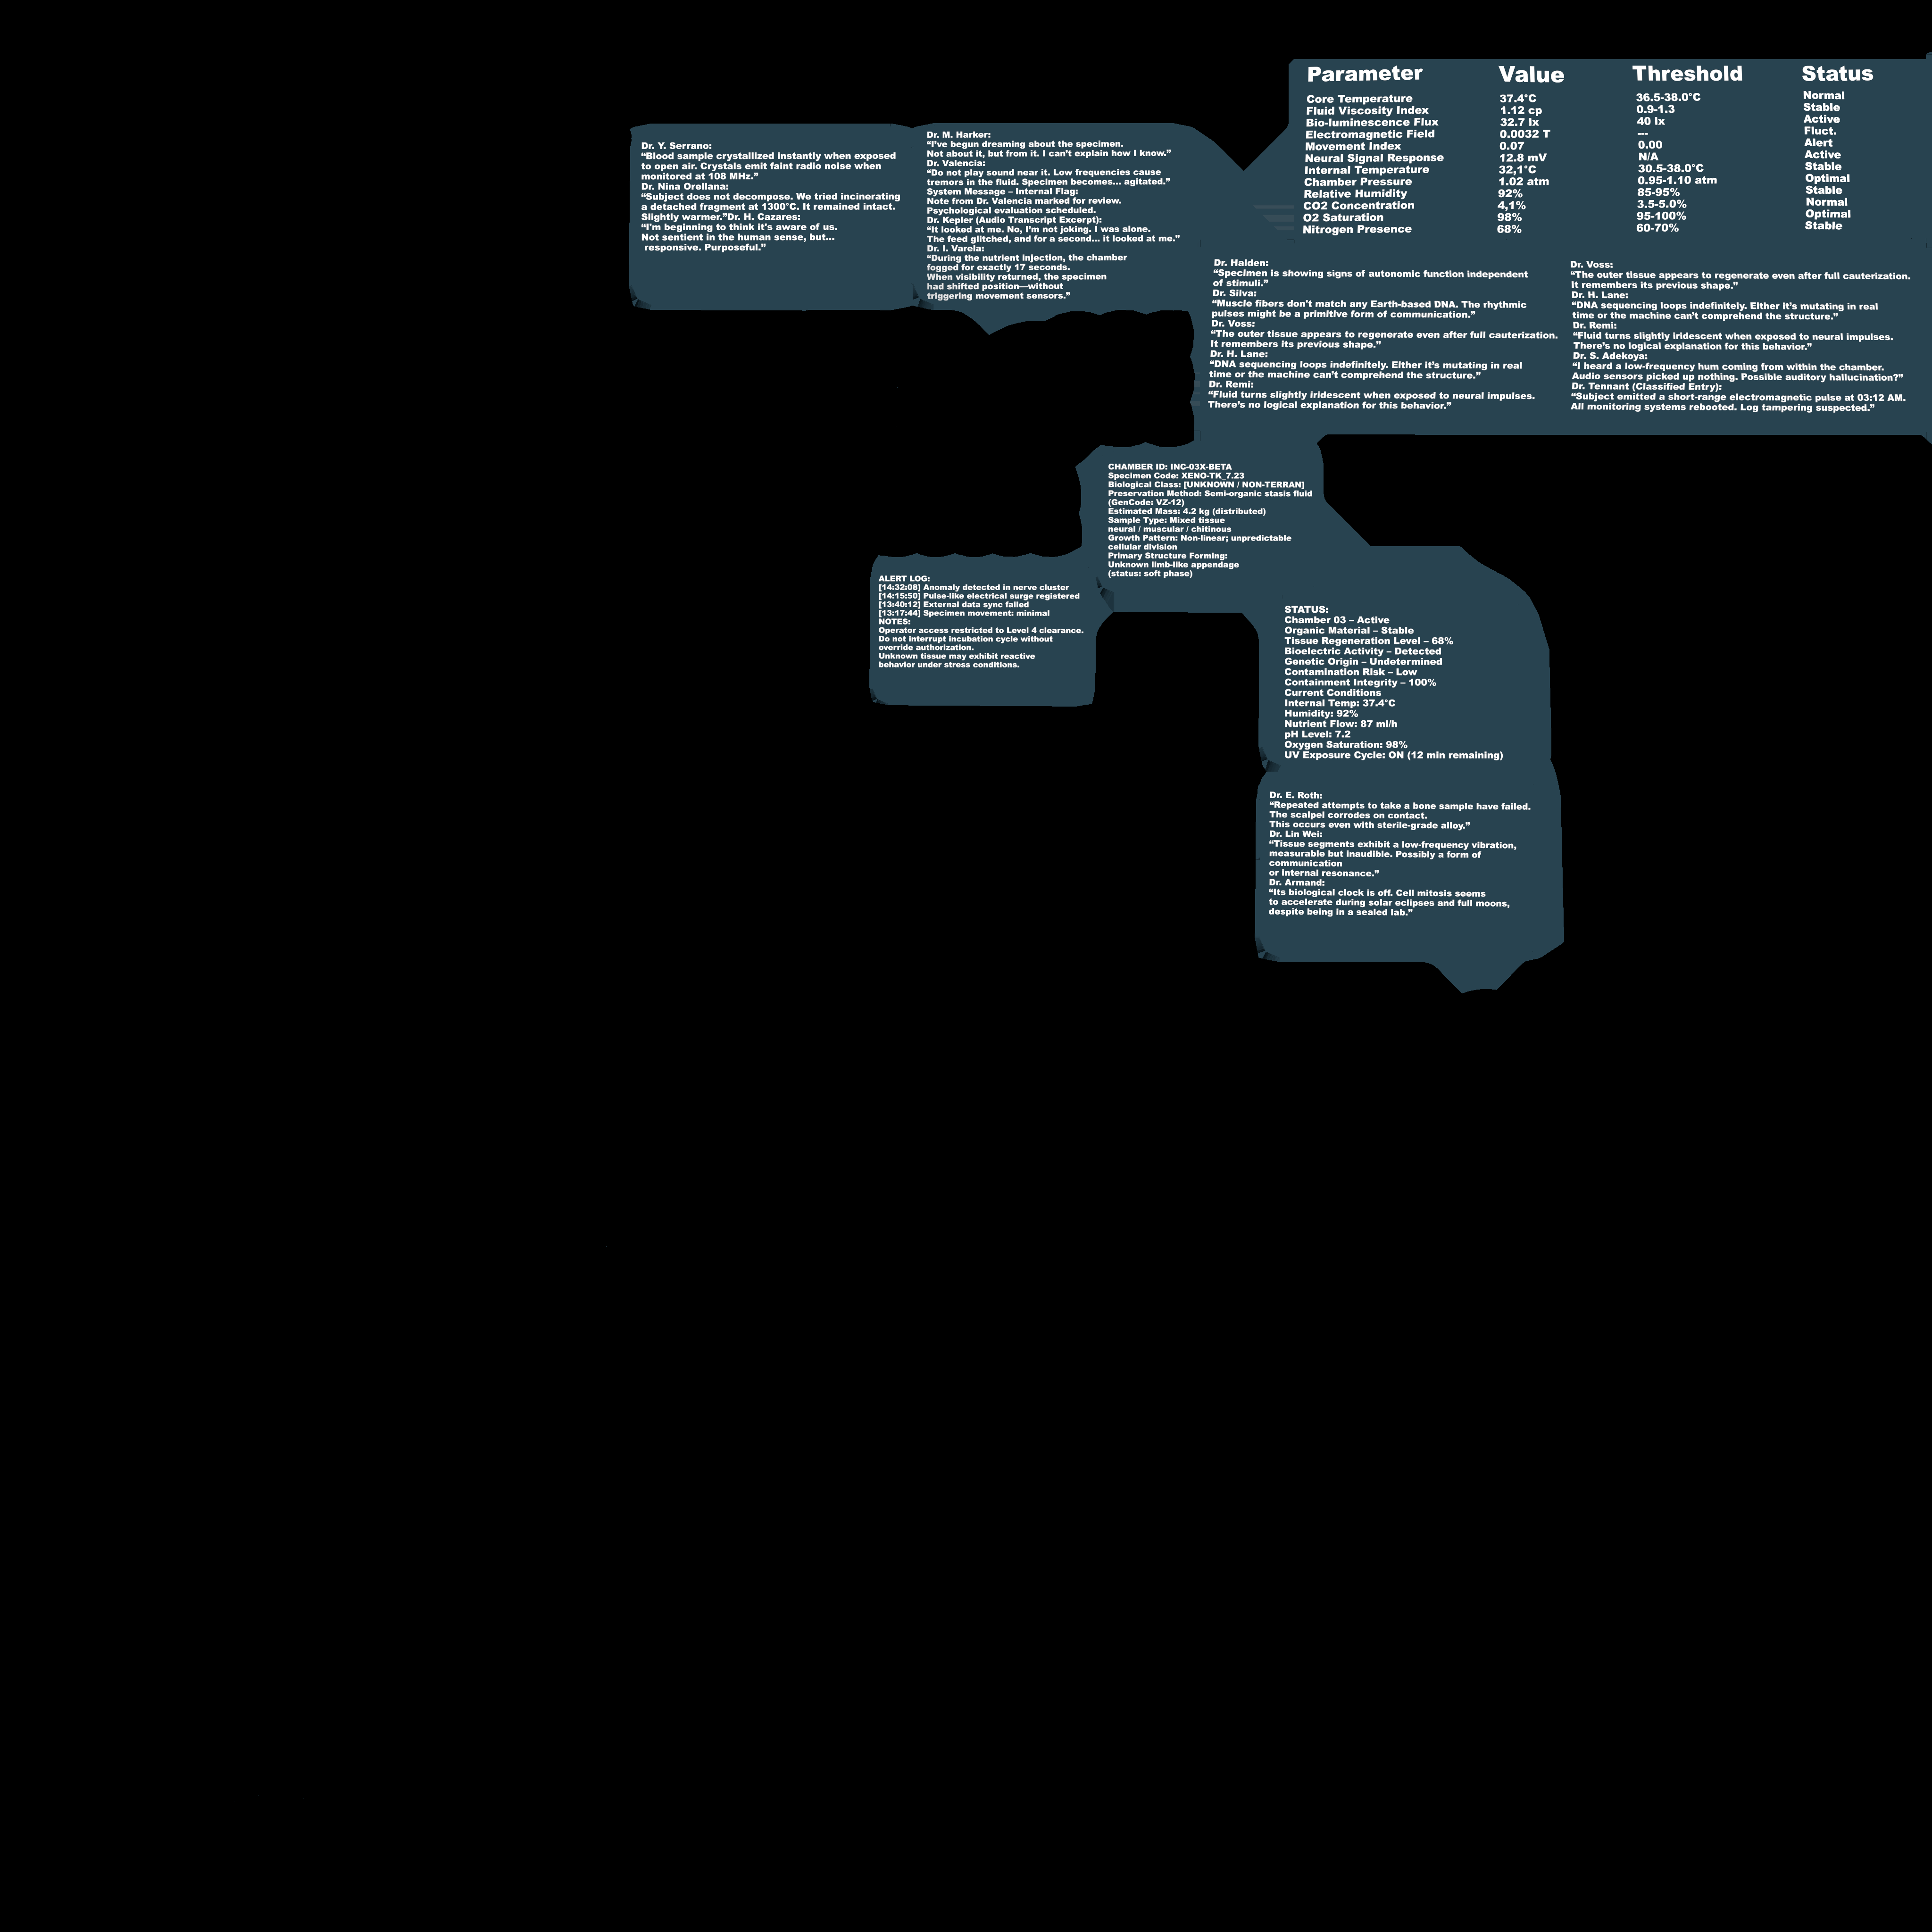 Dr. Y. Serrano:
“Blood sample crystallized instantly when exposed
to open air. Crystals emit faint radio noise when
monitored at 108 MHz.”
Dr. Nina Orellana:
“Subject does not decompose. We tried incinerating
a detached fragment at 1300°C. It remained intact.
Slightly warmer.”Dr. H. Cazares:
“I'm beginning to think it's aware of us.
Not sentient in the human sense, but...
responsive. Purposeful.”
Dr. M. Harker:
“I’ve begun dreaming about the specimen.
Not about it, but from it. I can’t explain how I know.”
Dr. Valencia:
“Do not play sound near it. Low frequencies cause
tremors in the fluid. Specimen becomes... agitated.”
System Message – Internal Flag:
Note from Dr. Valencia marked for review.
Psychological evaluation scheduled.
Dr. Kepler (Audio Transcript Excerpt):
“It looked at me. No, I’m not joking. I was alone.
The feed glitched, and for a second... it looked at me.”
Dr. I. Varela:
“During the nutrient injection, the chamber
fogged for exactly 17 seconds.
When visibility returned, the specimen
had shifted position—without
triggering movement sensors.”
Parameter Value Threshold Status
Core Temperature 37.4°C 36.5-38.0°C Normal
Fluid Viscosity Index 1.12 cp 0.9-1.3 Stable
Bio-luminescence Flux 32.7 lx 40 lx Active
Electromagnetic Field 0.0032 T --- Fluct.
Movement Index 0.07 0.00 Alert
Neural Signal Response 12.8 mV N/A Active
Internal Temperature 32,1°C 30.5-38.0°C Stable
Chamber Pressure 1.02 atm 0.95-1.10 atm Optimal
Relative Humidity 92% 85-95% Stable
CO2 Concentration 4,1% 3.5-5.0% Normal
O2 Saturation 98% 95-100% Optimal
Nitrogen Presence 68% 60-70% Stable
Dr. Halden:
“Specimen is showing signs of autonomic function independent
of stimuli.”
Dr. Silva:
“Muscle fibers don't match any Earth-based DNA. The rhythmic
pulses might be a primitive form of communication.”
Dr. Voss:
“The outer tissue appears to regenerate even after full cauterization.
It remembers its previous shape.”
Dr. H. Lane:
“DNA sequencing loops indefinitely. Either it’s mutating in real
time or the machine can’t comprehend the structure.”
Dr. Remi:
“Fluid turns slightly iridescent when exposed to neural impulses.
There’s no logical explanation for this behavior.”
Dr. Voss:
“The outer tissue appears to regenerate even after full cauterization.
It remembers its previous shape.”
Dr. H. Lane:
“DNA sequencing loops indefinitely. Either it’s mutating in real
time or the machine can’t comprehend the structure.”
Dr. Remi:
“Fluid turns slightly iridescent when exposed to neural impulses.
There’s no logical explanation for this behavior.”
Dr. S. Adekoya:
“I heard a low-frequency hum coming from within the chamber.
Audio sensors picked up nothing. Possible auditory hallucination?”
Dr. Tennant (Classified Entry):
“Subject emitted a short-range electromagnetic pulse at 03:12 AM.
All monitoring systems rebooted. Log tampering suspected.”
CHAMBER ID: INC-03X-BETA
Specimen Code: XENO-TK_7.23
Biological Class: [UNKNOWN / NON-TERRAN]
Preservation Method: Semi-organic stasis fluid
(GenCode: VZ-12)
Estimated Mass: 4.2 kg (distributed)
Sample Type: Mixed tissue
neural / muscular / chitinous
Growth Pattern: Non-linear; unpredictable
cellular division
Primary Structure Forming:
Unknown limb-like appendage
(status: soft phase)
ALERT LOG:
[14:32:08] Anomaly detected in nerve cluster
[14:15:50] Pulse-like electrical surge registered
[13:40:12] External data sync failed
[13:17:44] Specimen movement: minimal
NOTES:
Operator access restricted to Level 4 clearance.
Do not interrupt incubation cycle without
override authorization.
Unknown tissue may exhibit reactive
behavior under stress conditions.
STATUS:
Chamber 03 – Active
Organic Material – Stable
Tissue Regeneration Level – 68%
Bioelectric Activity – Detected
Genetic Origin – Undetermined
Contamination Risk – Low
Containment Integrity – 100%
Current Conditions
Internal Temp: 37.4°C
Humidity: 92%
Nutrient Flow: 87 ml/h
pH Level: 7.2
Oxygen Saturation: 98%
UV Exposure Cycle: ON (12 min remaining)
Dr. E. Roth:
“Repeated attempts to take a bone sample have failed.
The scalpel corrodes on contact.
This occurs even with sterile-grade alloy.”
Dr. Lin Wei:
“Tissue segments exhibit a low-frequency vibration,
measurable but inaudible. Possibly a form of
communication
or internal resonance.”
Dr. Armand:
“Its biological clock is off. Cell mitosis seems
to accelerate during solar eclipses and full moons,
despite being in a sealed lab.”